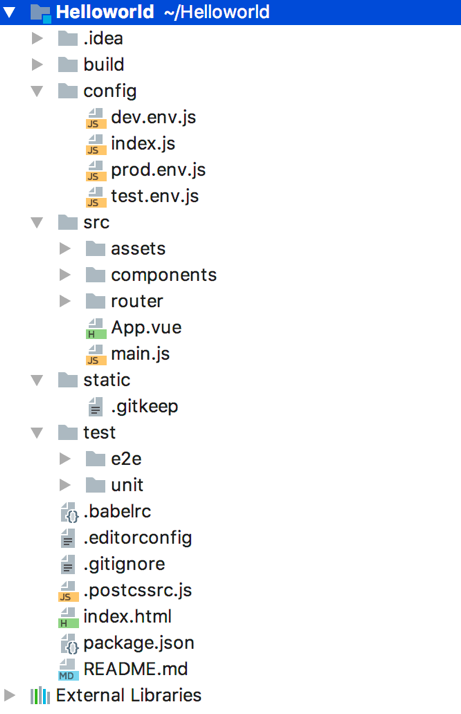 Helloworld ~/Helloworld
.idea
build
config
JS dev.env.js
JS index.js
JS prod.env.js
JS test.env.js
src
assets
components
router
H App.vue
JS main.js
static
.gitkeep
test
e2e
unit
{} .babelrc
.editorconfig
.gitignore
JS .postcssrc.js
H index.html
{} package.json
MD README.md
External Libraries